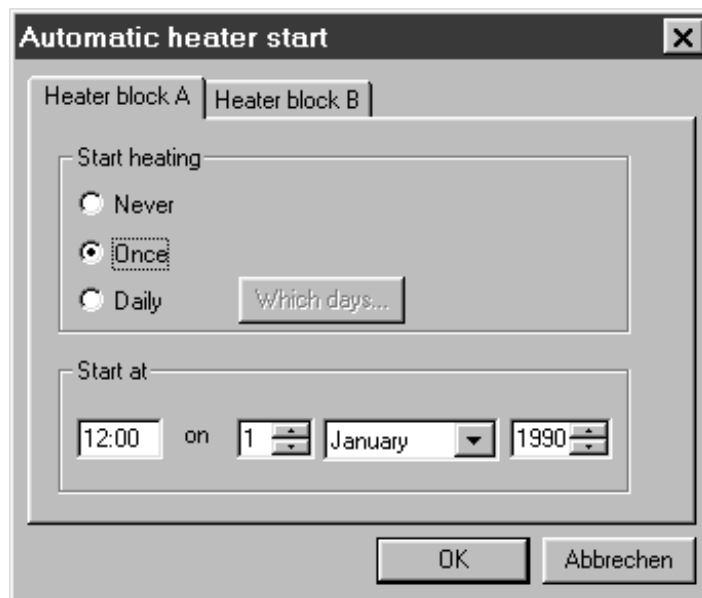 Automatic heater start
Heater block A Heater block B
Start heating
Never
Once
Daily Which days...
Start at
12:00 on 1 January 1990
OK Abbrechen